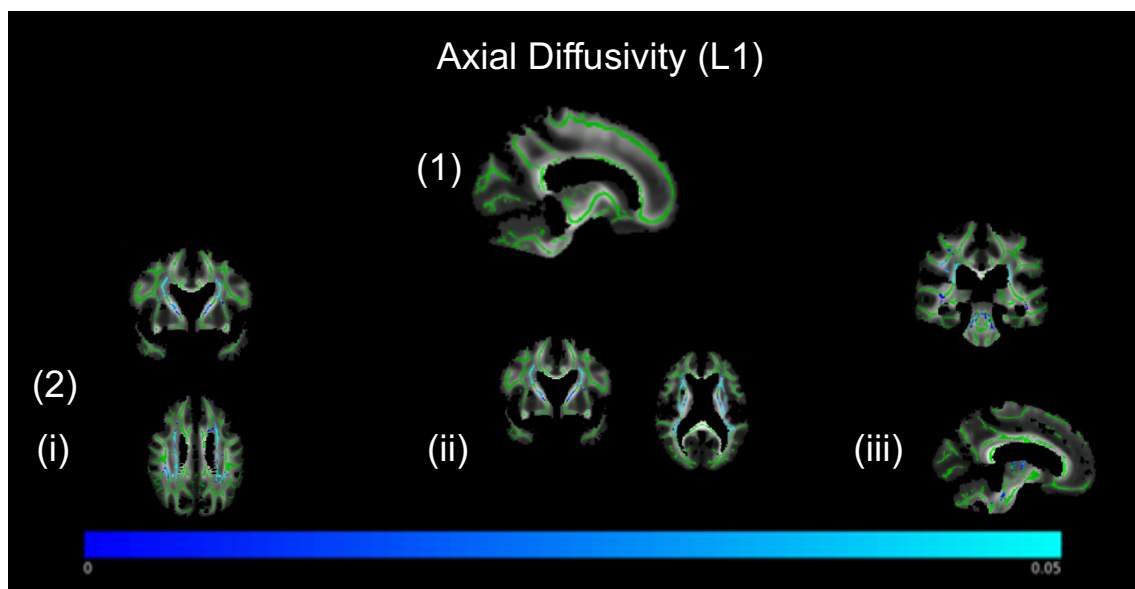 Axial Diffusivity (L1)
(1)
(2)
(i)
(ii)
(iii)
0
0.05